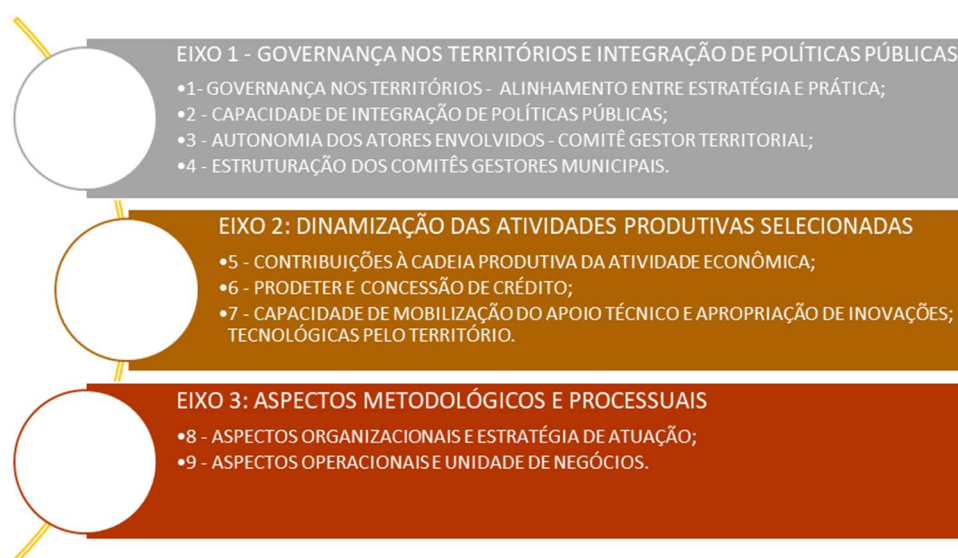 EIXO 1 - GOVERNANÇA NOS TERRITÓRIOS E INTEGRAÇÃO DE POLÍTICAS PÚBLICAS
•1- GOVERNANÇA NOS TERRITÓRIOS - ALINHAMENTO ENTRE ESTRATÉGIA E PRÁTICA;
•2 - CAPACIDADE DE INTEGRAÇÃO DE POLÍTICAS PÚBLICAS;
•3 - AUTONOMIA DOS ATORES ENVOLVIDOS - COMITÊ GESTOR TERRITORIAL;
•4 - ESTRUTURAÇÃO DOS COMITÊS GESTORES MUNICIPAIS.
EIXO 2: DINAMIZAÇÃO DAS ATIVIDADES PRODUTIVAS SELECIONADAS
•5 - CONTRIBUIÇÕES À CADEIA PRODUTIVA DA ATIVIDADE ECONÔMICA;
•6 - PRODETER E CONCESSÃO DE CRÉDITO;
•7 - CAPACIDADE DE MOBILIZAÇÃO DO APOIO TÉCNICO E APROPRIAÇÃO DE INOVAÇÕES;
TECNOLÓGICAS PELO TERRITÓRIO.
EIXO 3: ASPECTOS METODOLÓGICOS E PROCESSUAIS
•8 - ASPECTOS ORGANIZACIONAIS E ESTRATÉGIA DE ATUAÇÃO;
•9 - ASPECTOS OPERACIONAIS E UNIDADE DE NEGÓCIOS.